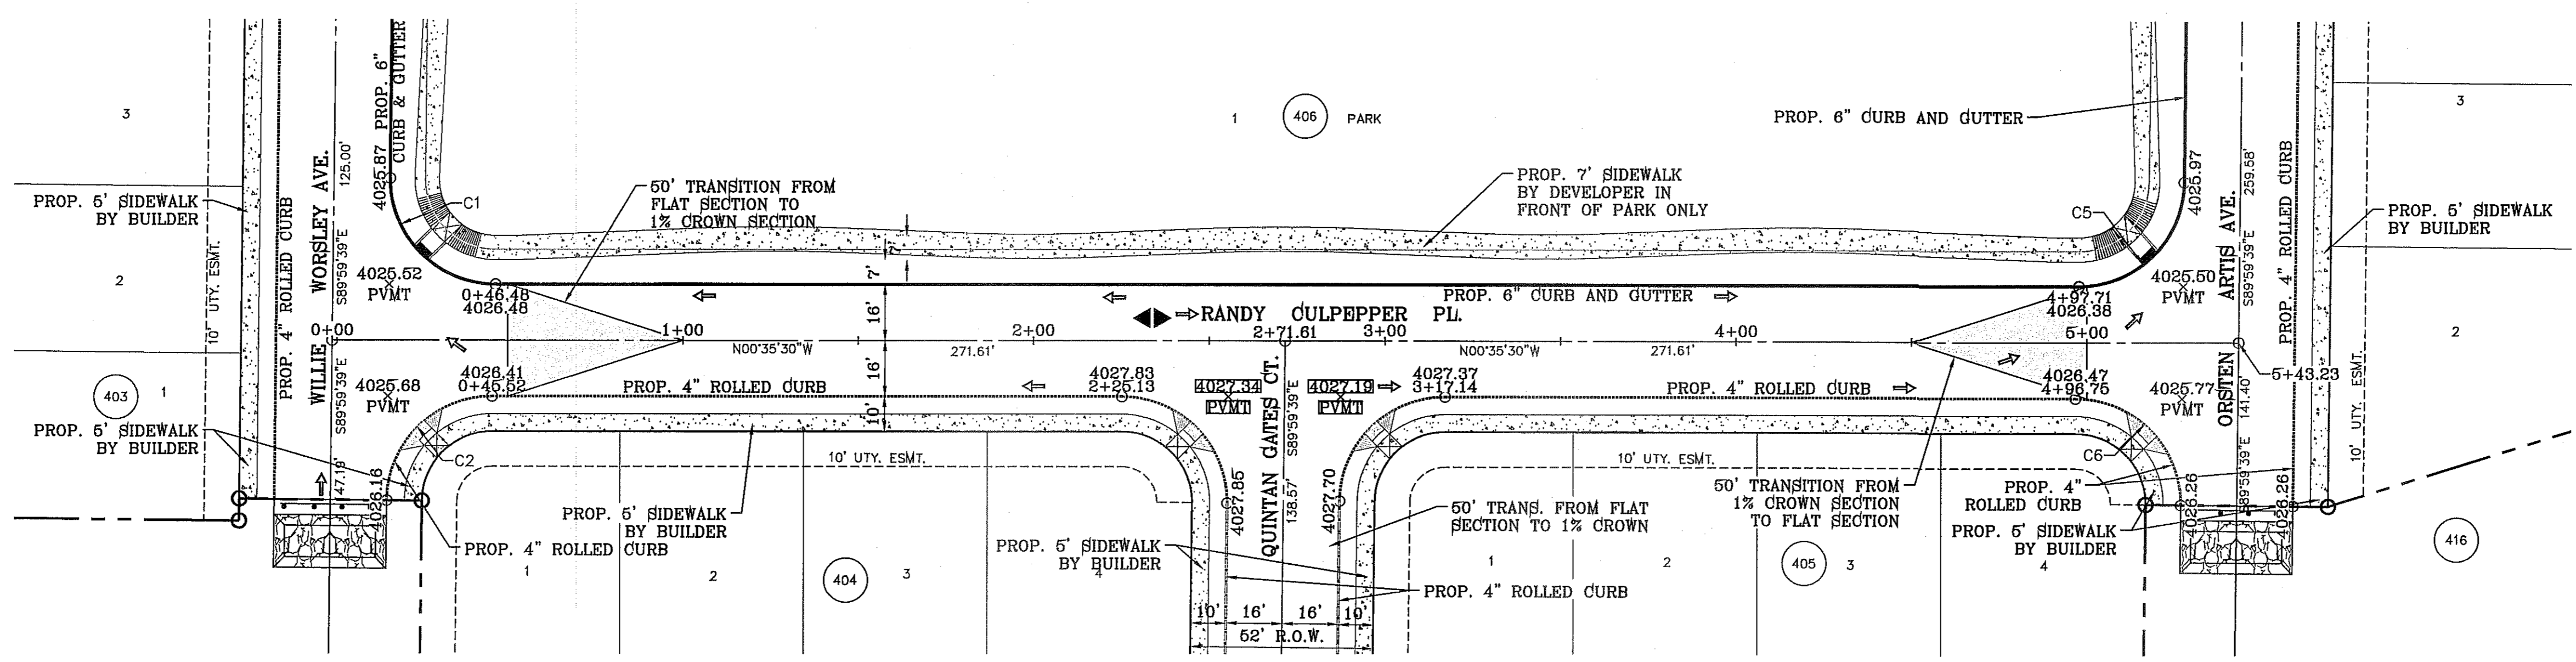 3
2
10' UTY. ESMT.
PROP. 5' SIDEWALK
BY BUILDER
403
1
PROP. 5' SIDEWALK
BY BUILDER
PROP. 4" ROLLED CURB
WILLIE WORSLEY AVE.
125.00'
S89°59'39"E
S89°59'39"E
47.19'
0+00
4025.87
PROP. 6"
CURB & GUTTER
C1
50' TRANSITION FROM
FLAT SECTION TO
1% CROWN SECTION
4025.52
PVMT
0+46.48
4026.48
4025.68
PVMT
4026.41
0+45.52
4026.16
C2
1+00
PROP. 4" ROLLED CURB
7'
7'
16'
16'
10'
N00°35'30"W
2+00
271.61'
RANDY CULPEPPER PL.
2+71.61
3+00
N00°35'30"W
271.61'
4+00
5+00
1
406
PARK
PROP. 7' SIDEWALK
BY DEVELOPER IN
FRONT OF PARK ONLY
PROP. 6" CURB AND GUTTER
PROP. 6" CURB AND GUTTER
4027.83
2+25.13
4027.34
PVMT
4027.19
PVMT
4027.37
3+17.14
PROP. 4" ROLLED CURB
QUINTAN GATES CT.
S89°59'39"E
138.57'
4027.85
4027.70
10' UTY. ESMT.
10' UTY. ESMT.
PROP. 5' SIDEWALK
BY BUILDER
PROP. 4" ROLLED CURB
1
2
404
3
4
PROP. 5' SIDEWALK
BY BUILDER
10'
16'
16'
10'
52' R.O.W.
50' TRANS. FROM FLAT
SECTION TO 1% CROWN
PROP. 4" ROLLED CURB
1
2
405
3
4
50' TRANSITION FROM
1% CROWN SECTION
TO FLAT SECTION
C5
4025.97
4025.50
PVMT
4+97.71
4026.38
4026.47
4+96.75
4025.77
PVMT
5+43.23
C6
PROP. 4"
ROLLED CURB
PROP. 5' SIDEWALK
BY BUILDER
4026.26
4026.26
ORSTEN ARTIS AVE.
259.58'
S89°59'39"E
141.40'
S89°59'39"E
PROP. 4" ROLLED CURB
PROP. 5' SIDEWALK
BY BUILDER
3
2
10' UTY. ESMT.
416